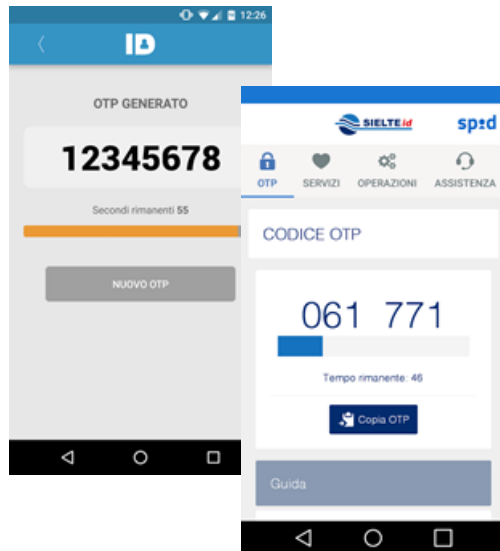 12:26
ID
OTP GENERATO
12345678
Secondi rimanenti 55
NUOVO OTP
SIELTE id
sp:d
OTP
SERVIZI
OPERAZIONI
ASSISTENZA
CODICE OTP
061 771
Tempo rimanente: 46
Copia OTP
Guida